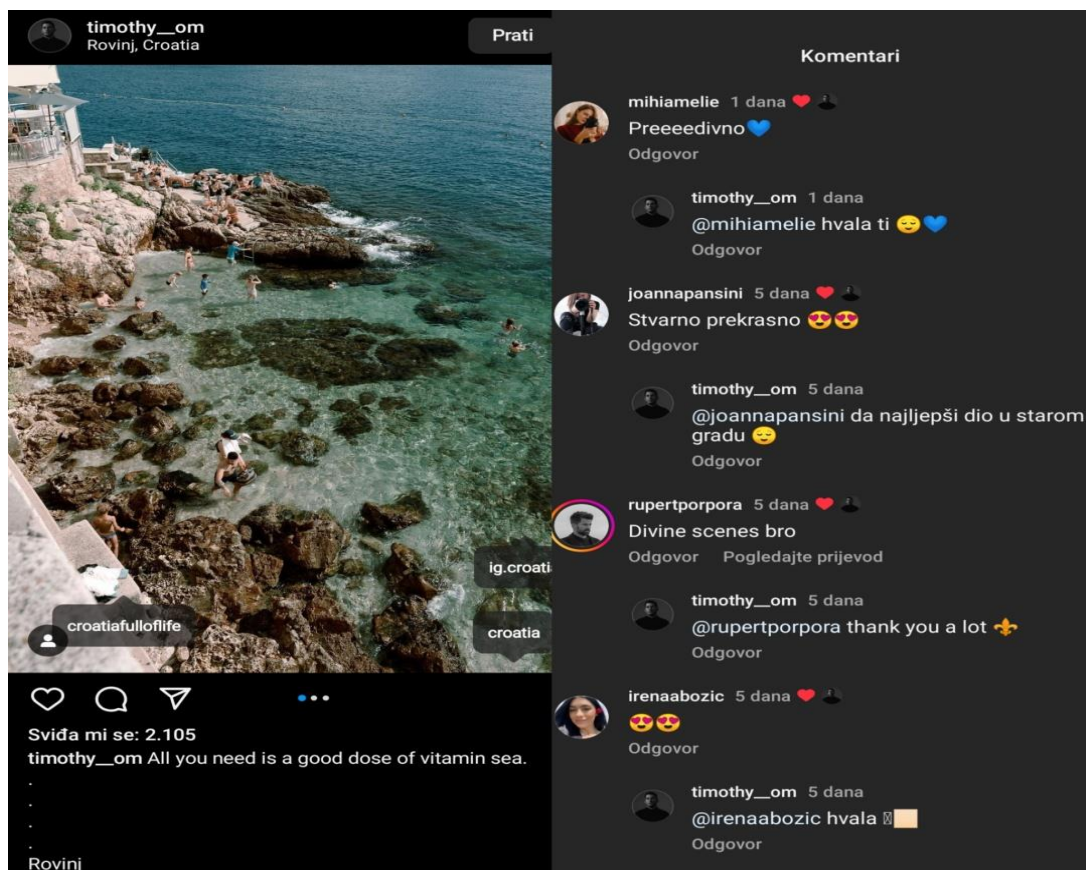 timothy__om
Rovinj, Croatia
Prati
ig.croati
croatiafulloflife
croatia
Sviđa mi se: 2.105
timothy__om All you need is a good dose of vitamin sea.
.
.
.
.
Rovinj
Komentari
mihiamelie 1 dana ❤️
Preeeedivno💙
Odgovor
timothy__om 1 dana
@mihiamelie hvala ti 😌💙
Odgovor
joannapansini 5 dana ❤️
Stvarno prekrasno 😍😍
Odgovor
timothy__om 5 dana
@joannapansini da najljepši dio u starom
gradu 😌
Odgovor
rupertporpora 5 dana ❤️
Divine scenes bro
Odgovor Pogledajte prijevod
timothy__om 5 dana
@rupertporpora thank you a lot ⚜️
Odgovor
irenaabozic 5 dana ❤️
😍😍
Odgovor
timothy__om 5 dana
@irenaabozic hvala
Odgovor